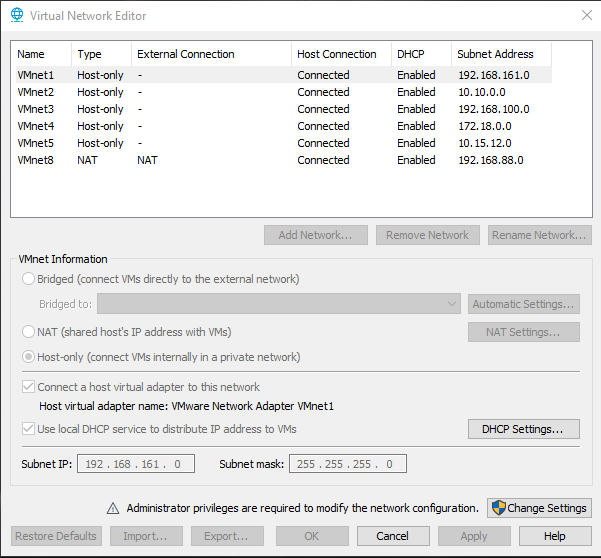 Virtual Network Editor
Name Type External Connection Host Connection DHCP Subnet Address
VMnet1 Host-only - Connected Enabled 192.168.161.0
VMnet2 Host-only - Connected Enabled 10.10.0.0
VMnet3 Host-only - Connected Enabled 192.168.100.0
VMnet4 Host-only - Connected Enabled 172.18.0.0
VMnet5 Host-only - Connected Enabled 10.15.12.0
VMnet8 NAT NAT Connected Enabled 192.168.88.0
Add Network... Remove Network Rename Network...
VMnet Information
Bridged (connect VMs directly to the external network)
Bridged to: Automatic Settings...
NAT (shared host's IP address with VMs) NAT Settings...
Host-only (connect VMs internally in a private network)
Connect a host virtual adapter to this network
Host virtual adapter name: VMware Network Adapter VMnet1
Use local DHCP service to distribute IP address to VMs DHCP Settings...
Subnet IP: 192 . 168 . 161 . 0 Subnet mask: 255 . 255 . 255 . 0
Administrator privileges are required to modify the network configuration. Change Settings
Restore Defaults Import... Export... OK Cancel Apply Help